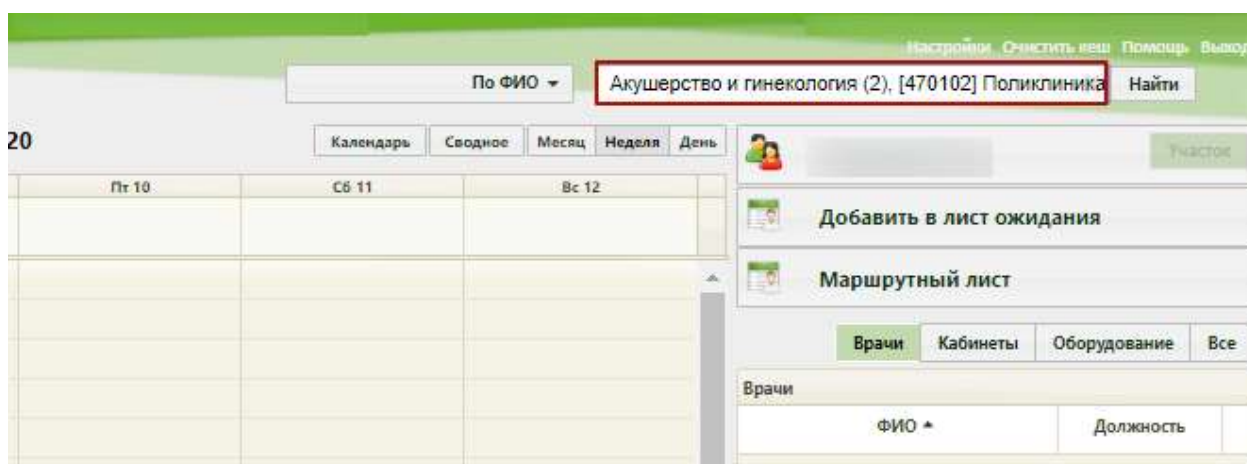 Настройки Очистить кеш Помощь Выход
По ФИО Акушерство и гинекология (2), [470102] Поликлиника Найти
20 Календарь Сводное Месяц Неделя День
Участок
Пт 10 Сб 11 Вс 12
Добавить в лист ожидания
Маршрутный лист
Врачи Кабинеты Оборудование Все
Врачи
ФИО Должность